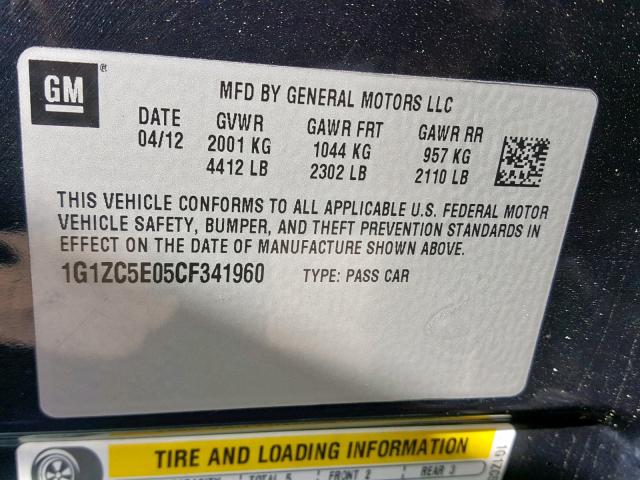 GM ®
MFD BY GENERAL MOTORS LLC
DATE GVWR GAWR FRT GAWR RR
04/12 2001 KG 1044 KG 957 KG
4412 LB 2302 LB 2110 LB
THIS VEHICLE CONFORMS TO ALL APPLICABLE U.S. FEDERAL MOTOR
VEHICLE SAFETY, BUMPER, AND THEFT PREVENTION STANDARDS IN
EFFECT ON THE DATE OF MANUFACTURE SHOWN ABOVE.
1G1ZC5E05CF341960 TYPE: PASS CAR
TIRE AND LOADING INFORMATION
TOTAL 5 FRONT 2 REAR 3
1G1ZC5